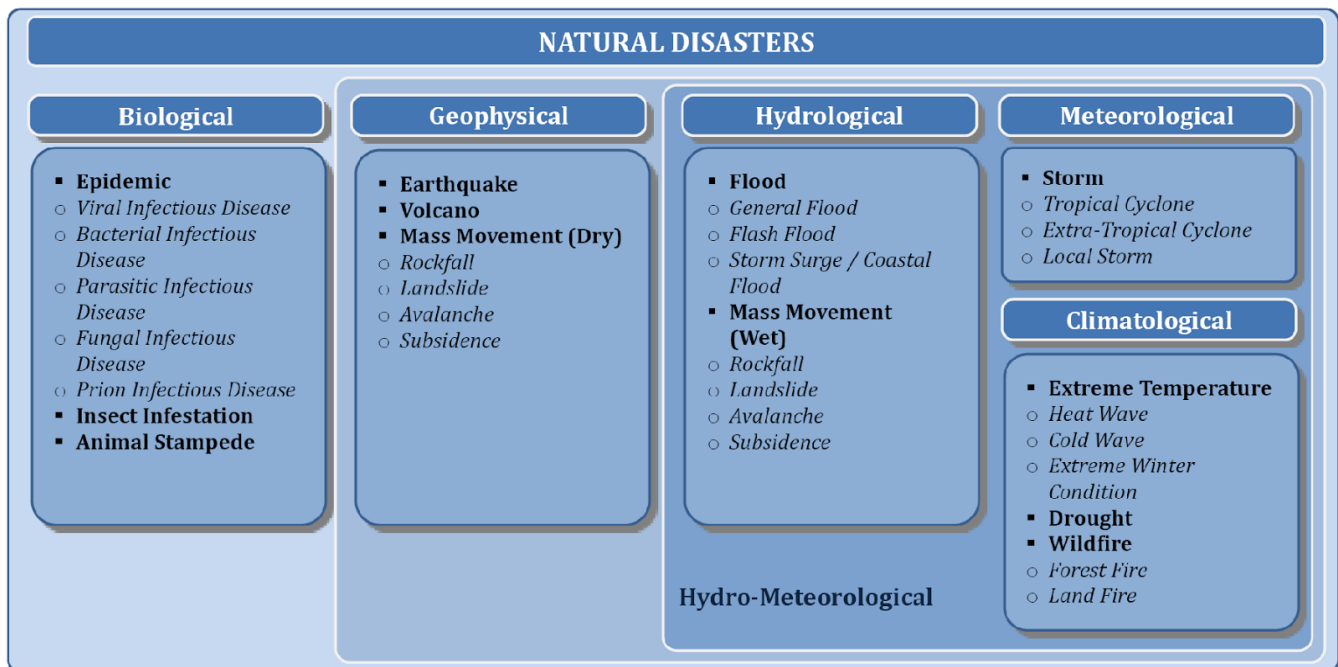 NATURAL DISASTERS
Biological
▪ Epidemic
○ Viral Infectious Disease
○ Bacterial Infectious
Disease
○ Parasitic Infectious
Disease
○ Fungal Infectious
Disease
○ Prion Infectious Disease
▪ Insect Infestation
▪ Animal Stampede
Geophysical
▪ Earthquake
▪ Volcano
▪ Mass Movement (Dry)
○ Rockfall
○ Landslide
○ Avalanche
○ Subsidence
Hydrological
▪ Flood
○ General Flood
○ Flash Flood
○ Storm Surge / Coastal
Flood
▪ Mass Movement
(Wet)
○ Rockfall
○ Landslide
○ Avalanche
○ Subsidence
Meteorological
▪ Storm
○ Tropical Cyclone
○ Extra-Tropical Cyclone
○ Local Storm
Climatological
▪ Extreme Temperature
○ Heat Wave
○ Cold Wave
○ Extreme Winter
Condition
▪ Drought
▪ Wildfire
○ Forest Fire
○ Land Fire
Hydro-Meteorological